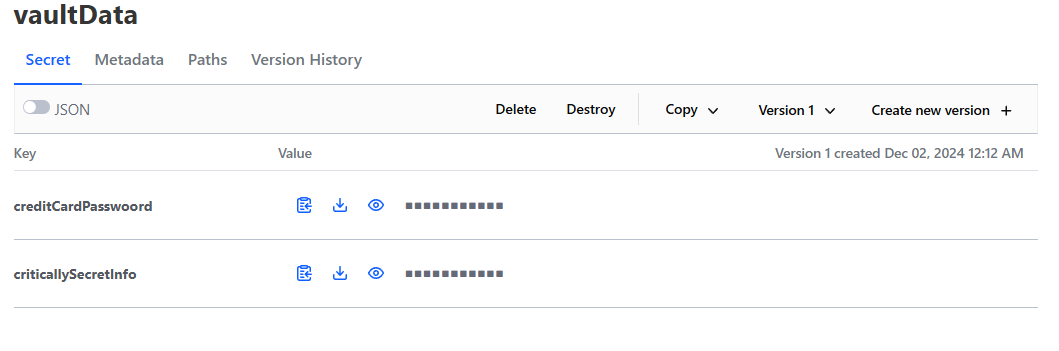 vaultData
Secret Metadata Paths Version History
JSON Delete Destroy Copy Version 1 Create new version +
Key Value Version 1 created Dec 02, 2024 12:12 AM
creditCardPasswoord ■■■■■■■■■■■
criticallySecretInfo ■■■■■■■■■■■